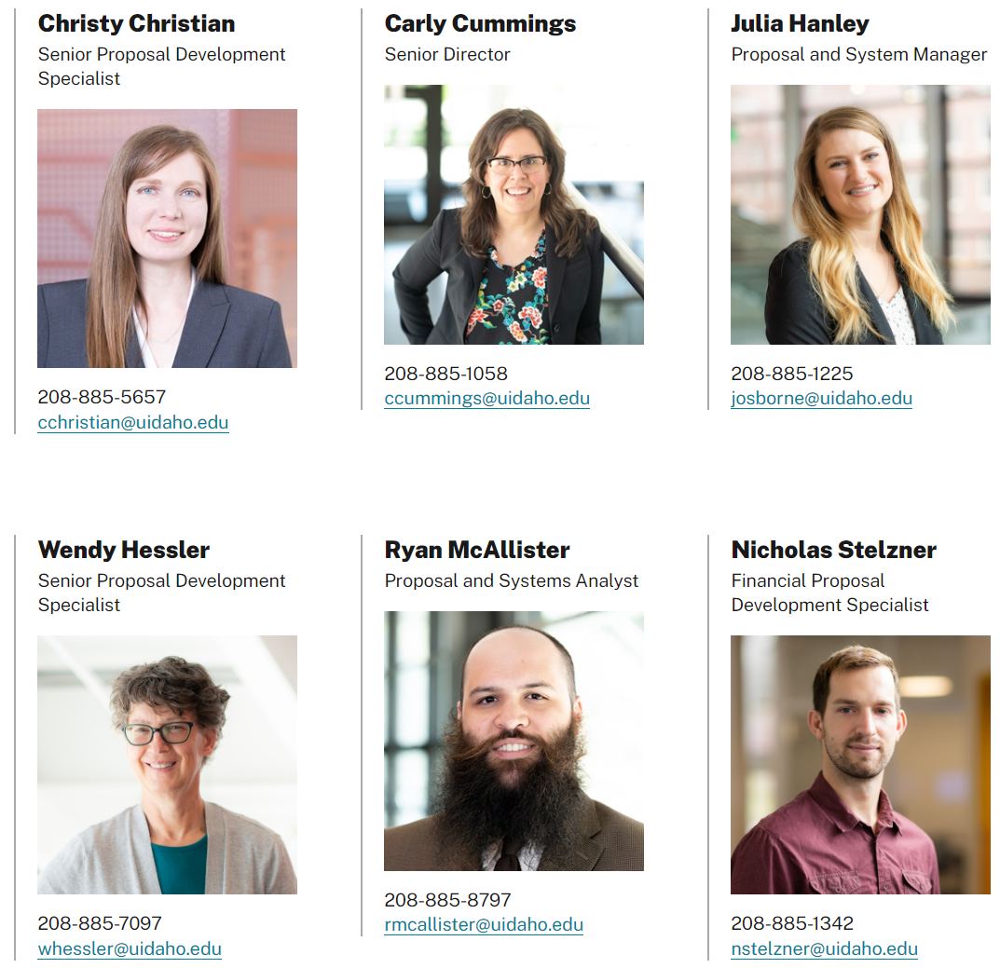 Christy Christian
Senior Proposal Development
Specialist
208-885-5657
cchristian@uidaho.edu
Carly Cummings
Senior Director
208-885-1058
ccummings@uidaho.edu
Julia Hanley
Proposal and System Manager
208-885-1225
josborne@uidaho.edu
Wendy Hessler
Senior Proposal Development
Specialist
208-885-7097
whessler@uidaho.edu
Ryan McAllister
Proposal and Systems Analyst
208-885-8797
rmcallister@uidaho.edu
Nicholas Stelzner
Financial Proposal
Development Specialist
208-885-1342
nstelzner@uidaho.edu